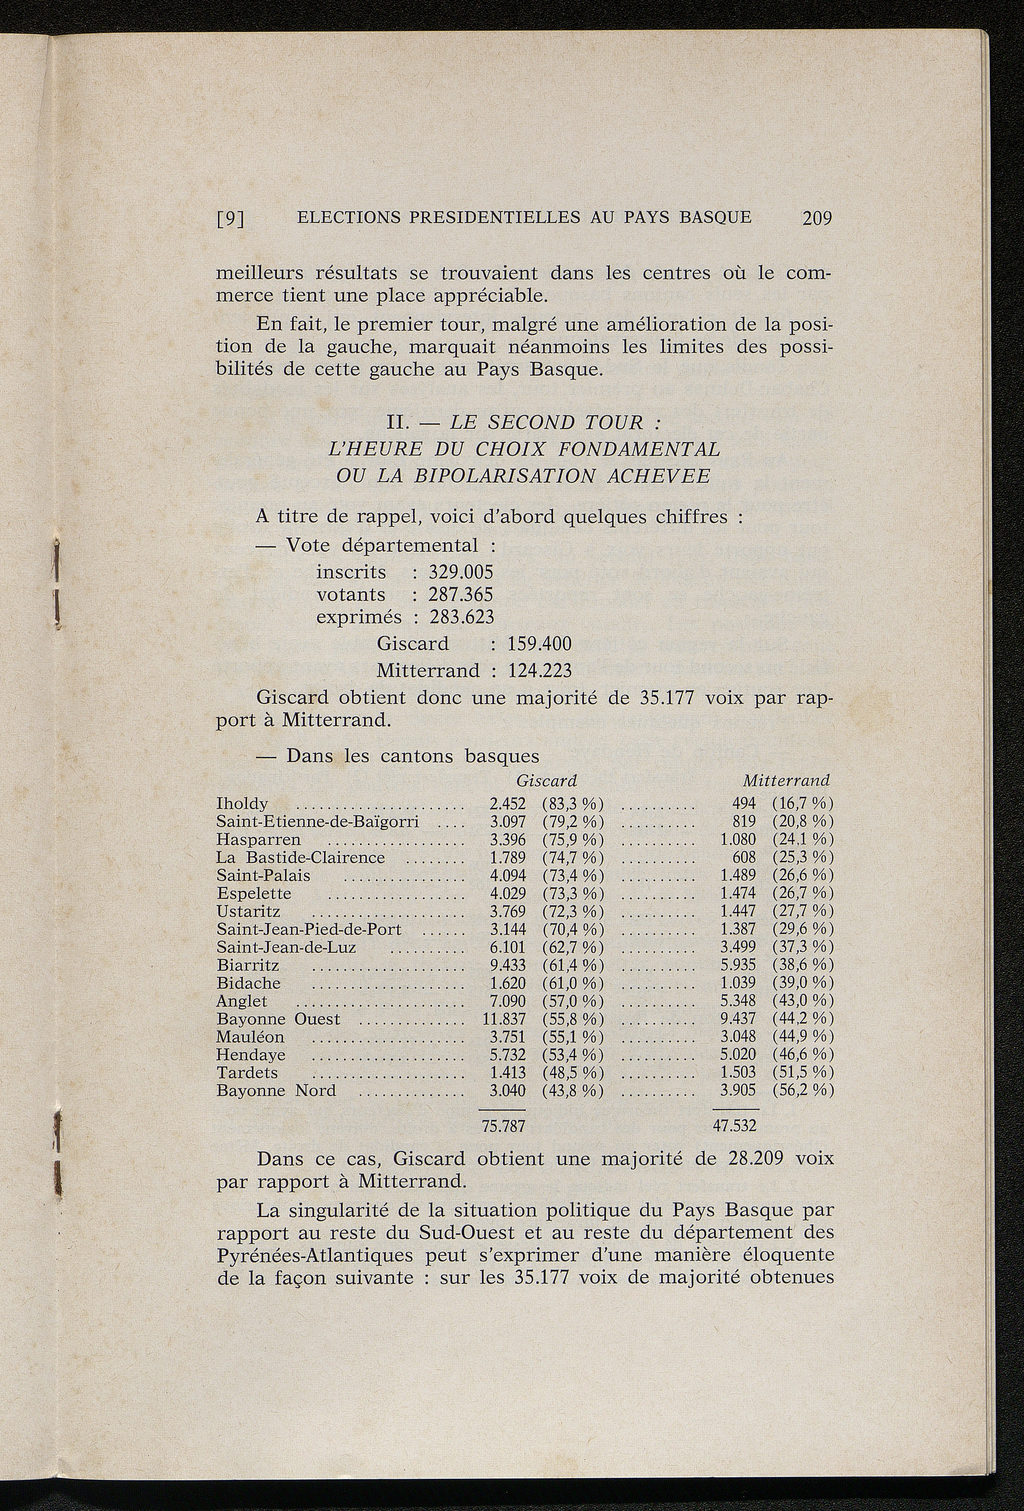 [9] ELECTIONS PRESIDENTIELLES AU PAYS BASQUE 209
meilleurs résultats se trouvaient dans les centres où le com-
merce tient une place appréciable.
En fait, le premier tour, malgré une amélioration de la posi-
tion de la gauche, marquait néanmoins les limites des possi-
bilités de cette gauche au Pays Basque.
II. — LE SECOND TOUR :
L'HEURE DU CHOIX FONDAMENTAL
OU LA BIPOLARISATION ACHEVEE
A titre de rappel, voici d'abord quelques chiffres :
— Vote départemental :
inscrits : 329.005
votants : 287.365
exprimés : 283.623
Giscard : 159.400
Mitterrand : 124.223
Giscard obtient donc une majorité de 35.177 voix par rap-
port à Mitterrand.
— Dans les cantons basques
Giscard Mitterrand
Iholdy ...................... 2.452 (83,3 %) .......... 494 (16,7 %)
Saint-Etienne-de-Baïgorri .... 3.097 (79,2 %) .......... 819 (20,8 %)
Hasparren .................. 3.396 (75,9 %) .......... 1.080 (24.1 %)
La Bastide-Clairence ........ 1.789 (74,7 %) .......... 608 (25,3 %)
Saint-Palais ................ 4.094 (73,4 %) .......... 1.489 (26,6 %)
Espelette .................. 4.029 (73,3 %) .......... 1.474 (26,7 %)
Ustaritz .................... 3.769 (72,3 %) .......... 1.447 (27,7 %)
Saint-Jean-Pied-de-Port ...... 3.144 (70,4 %) .......... 1.387 (29,6 %)
Saint-Jean-de-Luz .......... 6.101 (62,7 %) .......... 3.499 (37,3 %)
Biarritz .................... 9.433 (61,4 %) .......... 5.935 (38,6 %)
Bidache .................... 1.620 (61,0 %) .......... 1.039 (39,0 %)
Anglet ...................... 7.090 (57,0 %) .......... 5.348 (43,0 %)
Bayonne Ouest .............. 11.837 (55,8 %) .......... 9.437 (44,2 %)
Mauléon .................... 3.751 (55,1 %) .......... 3.048 (44,9 %)
Hendaye .................... 5.732 (53,4 %) .......... 5.020 (46,6 %)
Tardets .................... 1.413 (48,5 %) .......... 1.503 (51,5 %)
Bayonne Nord .............. 3.040 (43,8 %) .......... 3.905 (56,2 %)
75.787 47.532
Dans ce cas, Giscard obtient une majorité de 28.209 voix
par rapport à Mitterrand.
La singularité de la situation politique du Pays Basque par
rapport au reste du Sud-Ouest et au reste du département des
Pyrénées-Atlantiques peut s'exprimer d'une manière éloquente
de la façon suivante : sur les 35.177 voix de majorité obtenues